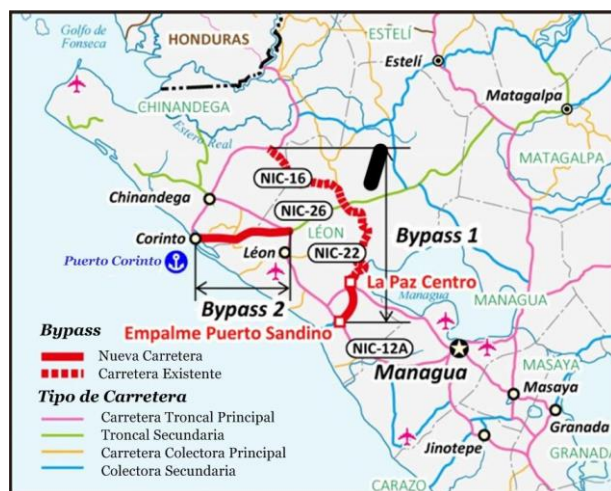 Golfo de
Fonseca
HONDURAS
ESTELÍ
Estelí
CHINANDEGA
Matagalpa
Estero Real
MATAGALPA
NIC-16
Chinandega
NIC-26
LÉON
Corinto
NIC-22
Bypass 1
Puerto Corinto
Léon
La Paz Centro
Managua
MANAGUA
Bypass 2
Empalme Puerto Sandino
NIC-12A
Managua
MASAYA
Masaya
Granada
Jinotepe
GRANADA
CARAZO
Bypass
Nueva Carretera
Carretera Existente
Tipo de Carretera
Carretera Troncal Principal
Troncal Secundaria
Carretera Colectora Principal
Colectora Secundaria